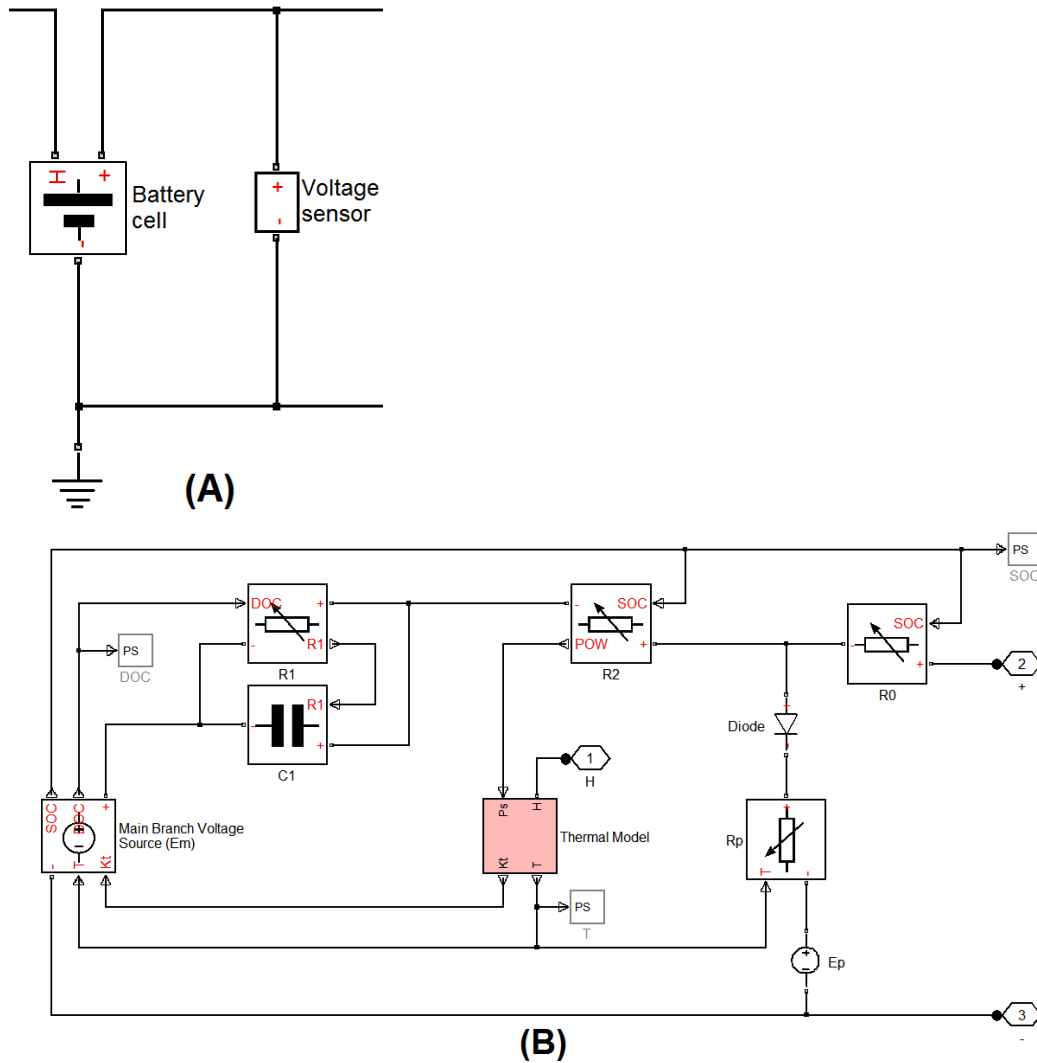 H +
-
Battery
cell
+
-
Voltage
sensor
(A)
PS
SOC
DOC +
- R1
R1
PS
DOC
R1
- +
C1
- SOC
POW +
R2
SOC
- +
R0
2
+
Diode
+
-
1
H
SOC DOC +
- T Kt
Main Branch Voltage
Source (Em)
Ps H
Kt T
Thermal Model
Rp
+
T -
PS
T
Ep
3
-
(B)